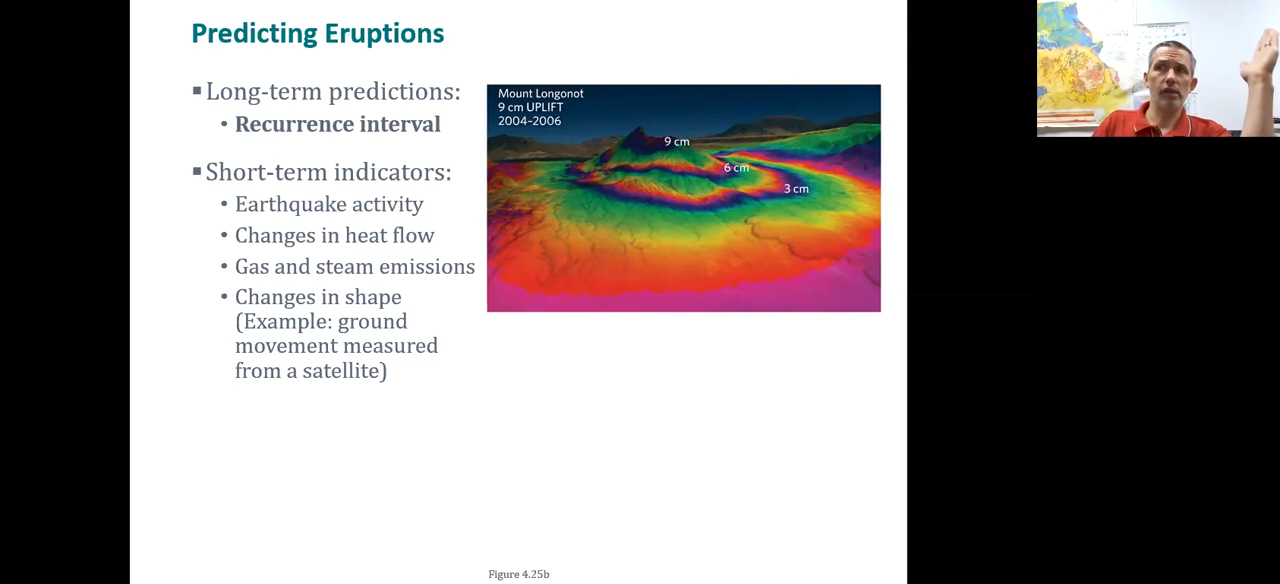 Predicting Eruptions
▪Long-term predictions:
• Recurrence interval
▪Short-term indicators:
• Earthquake activity
• Changes in heat flow
• Gas and steam emissions
• Changes in shape
(Example: ground
movement measured
from a satellite)
Mount Longonot
9 cm UPLIFT
2004–2006
9 cm
6 cm
3 cm
Figure 4.25b